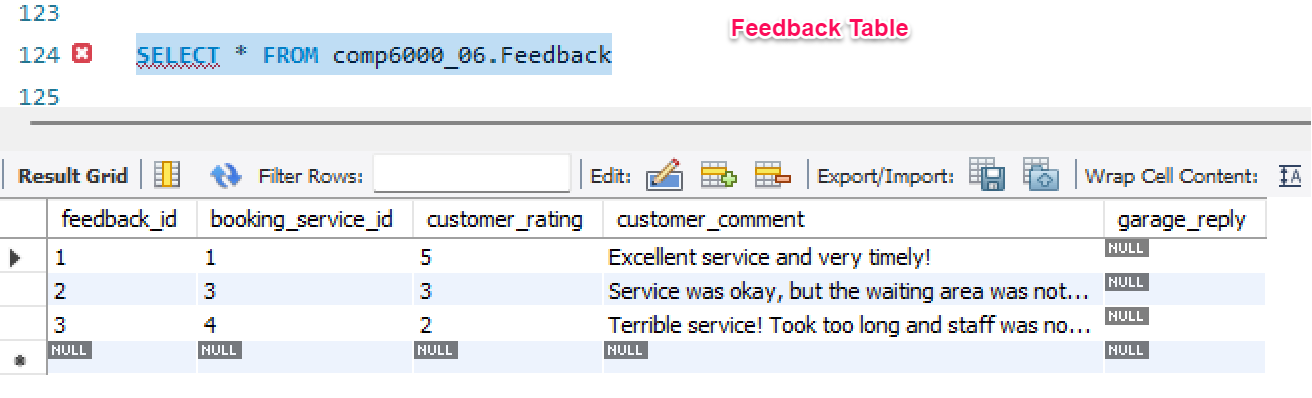 123
Feedback Table
124 SELECT * FROM comp6000_06.Feedback
125
Result Grid Filter Rows: Edit: Export/Import: Wrap Cell Content: IA
feedback_id booking_service_id customer_rating customer_comment garage_reply
1 1 5 Excellent service and very timely! NULL
2 3 3 Service was okay, but the waiting area was not... NULL
3 4 2 Terrible service! Took too long and staff was no... NULL
NULL NULL NULL NULL NULL